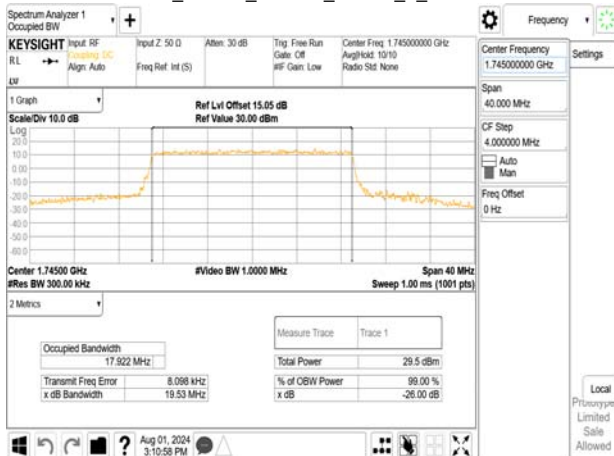 Spectrum Analyzer 1
Occupied BW
KEYSIGHT
RL
Input: RF
Coupling: DC
Align: Auto
Input Z: 50 Ω
Freq Ref: Int (S)
Atten: 30 dB
Trig: Free Run
Gate: Off
#IF Gain: Low
Center Freq: 1.745000000 GHz
Avg|Hold: 10/10
Radio Std: None
1 Graph
Scale/Div 10.0 dB
Ref Lvl Offset 15.05 dB
Ref Value 30.00 dBm
Log
20.0
10.0
0.00
-10.0
-20.0
-30.0
-40.0
-50.0
-60.0
Center 1.74500 GHz
#Res BW 300.00 kHz
#Video BW 1.0000 MHz
Span 40 MHz
Sweep 1.00 ms (1001 pts)
2 Metrics
Measure Trace Trace 1
Occupied Bandwidth
17.922 MHz
Total Power 29.5 dBm
Transmit Freq Error 8.098 kHz
% of OBW Power 99.00 %
x dB Bandwidth 19.53 MHz
x dB -26.00 dB
Aug 01, 2024
3:10:58 PM
Frequency
Center Frequency
1.745000000 GHz
Settings
Span
40.000 MHz
CF Step
4.000000 MHz
Auto
Man
Freq Offset
0 Hz
Local
Prototype
Limited
Sale
Allowed